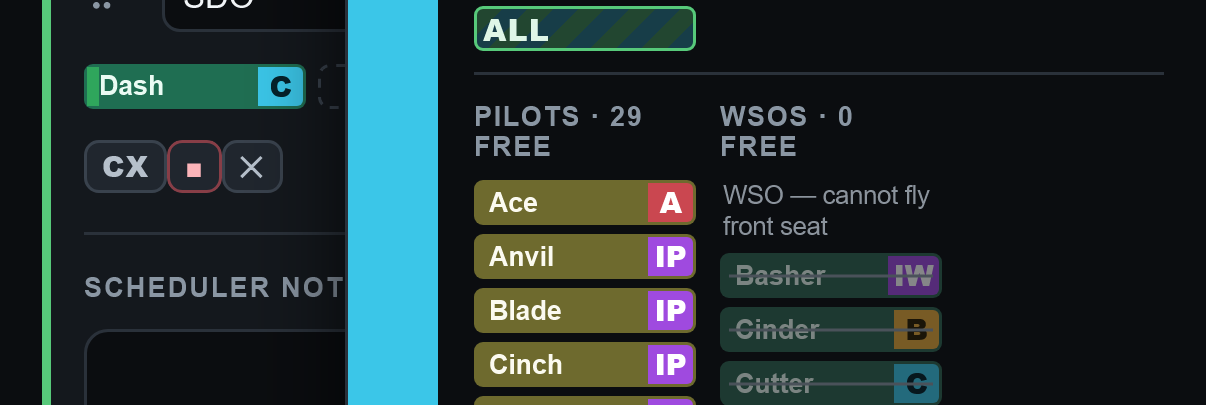 SDO
Dash C
CX ■ ×
SCHEDULER NOT
ALL
PILOTS · 29 FREE
WSOS · 0 FREE
Ace A
Anvil IP
Blade IP
Cinch IP
WSO — cannot fly
front seat
Basher IW
Cinder B
Cutter C